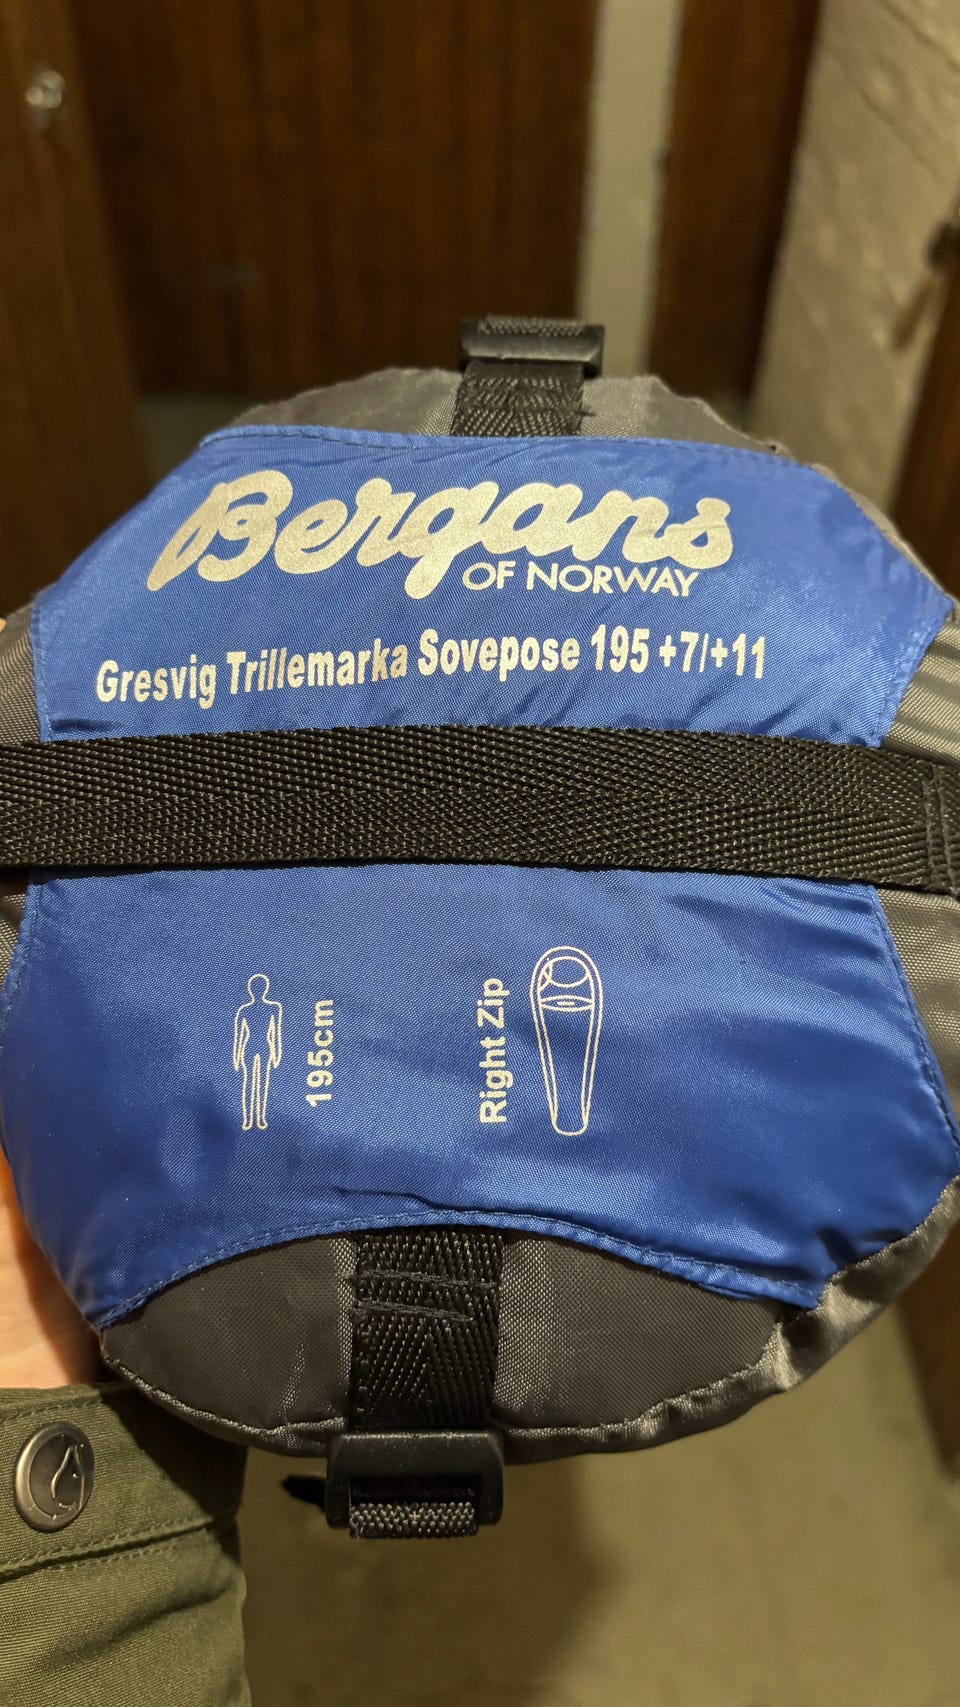 Bergans
OF NORWAY
Gresvig Trillemarka Sovepose 195 +7/+11
195cm
Right Zip